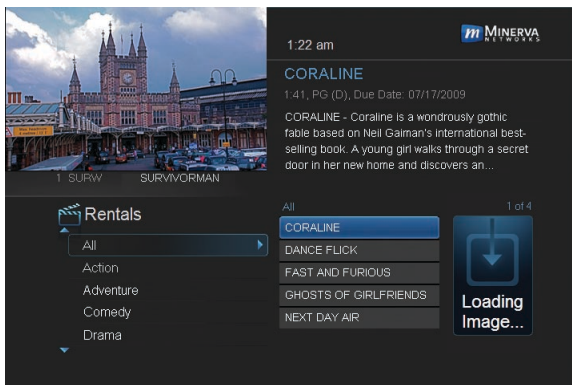 1:22 am
MINERVA
NETWORKS
CORALINE
1:41, PG (D), Due Date: 07/17/2009
CORALINE - Coraline is a wondrously gothic
fable based on Neil Gaiman's international best-
selling book. A young girl walks through a secret
door in her new home and discovers an...
1 SURW SURVIVORMAN
Rentals
All
Action
Adventure
Comedy
Drama
All
1 of 4
CORALINE
DANCE FLICK
FAST AND FURIOUS
GHOSTS OF GIRLFRIENDS
NEXT DAY AIR
Loading
Image...